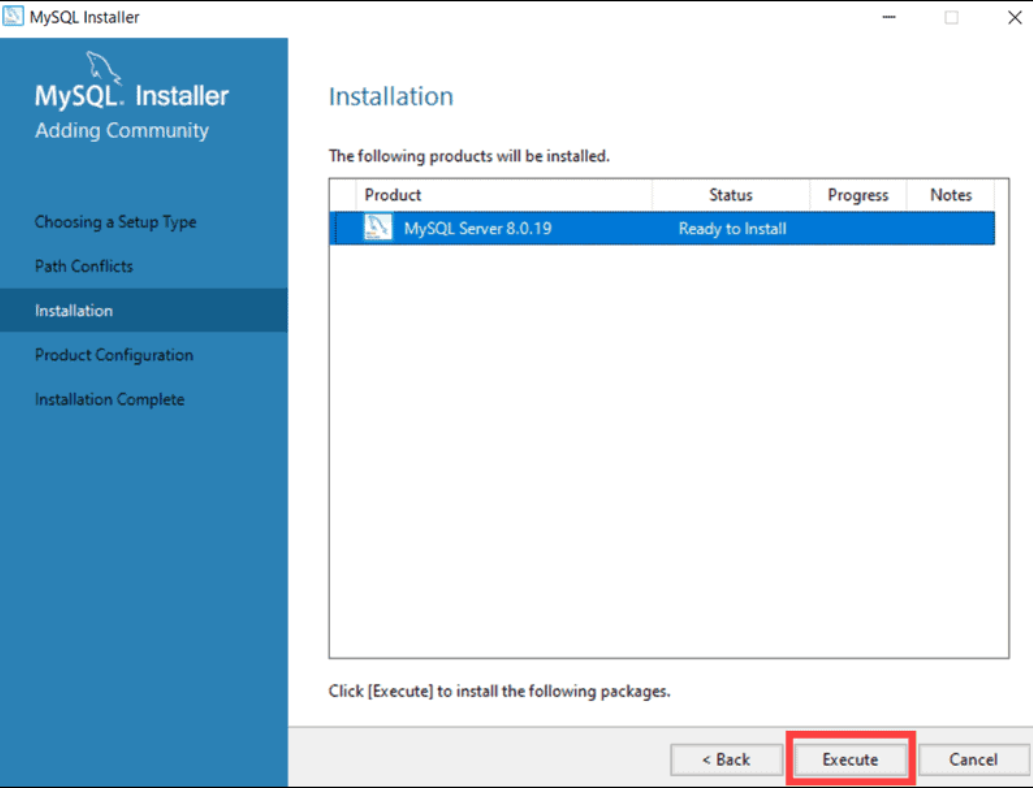 MySQL Installer
MySQL. Installer
Adding Community
Choosing a Setup Type
Path Conflicts
Installation
Product Configuration
Installation Complete
Installation
The following products will be installed.
Product Status Progress Notes
MySQL Server 8.0.19 Ready to Install
Click [Execute] to install the following packages.
< Back Execute Cancel